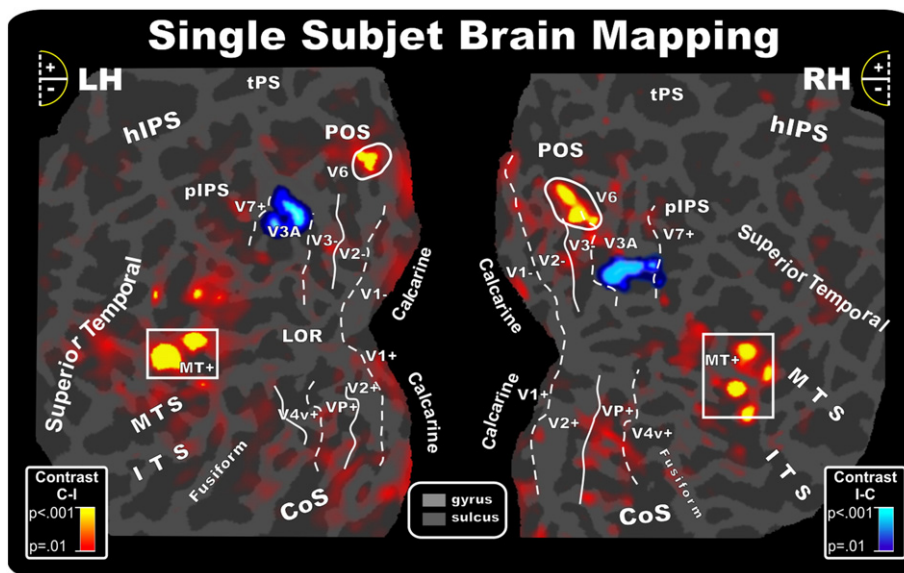 Single Subjet Brain Mapping
+
-
LH
tPS
hIPS
POS
V6
pIPS
V7+
V3A
V3-
V2-
V1-
Calcarine
LOR
Superior Temporal
MT+
V1+
V2+
VP+
V4v+
Calcarine
MTS
ITS
Fusiform
CoS
Contrast
C-I
p<.001
p=.01
gyrus
sulcus
+
-
RH
tPS
hIPS
POS
V6
pIPS
V7+
V3A
V3-
V2-
V1-
Calcarine
Superior Temporal
MT+
V1+
V2+
VP+
V4v+
Calcarine
MTS
ITS
Fusiform
CoS
Contrast
I-C
p<.001
p=.01